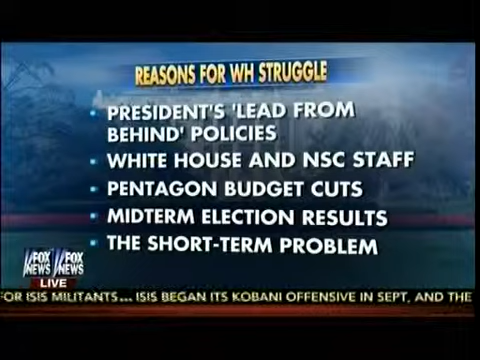 REASONS FOR WH STRUGGLE
• PRESIDENT'S 'LEAD FROM
BEHIND' POLICIES
• WHITE HOUSE AND NSC STAFF
• PENTAGON BUDGET CUTS
• MIDTERM ELECTION RESULTS
• THE SHORT-TERM PROBLEM
FOX NEWS FOX NEWS
LIVE
FOR ISIS MILITANTS... ISIS BEGAN ITS KOBANI OFFENSIVE IN SEPT, AND THE